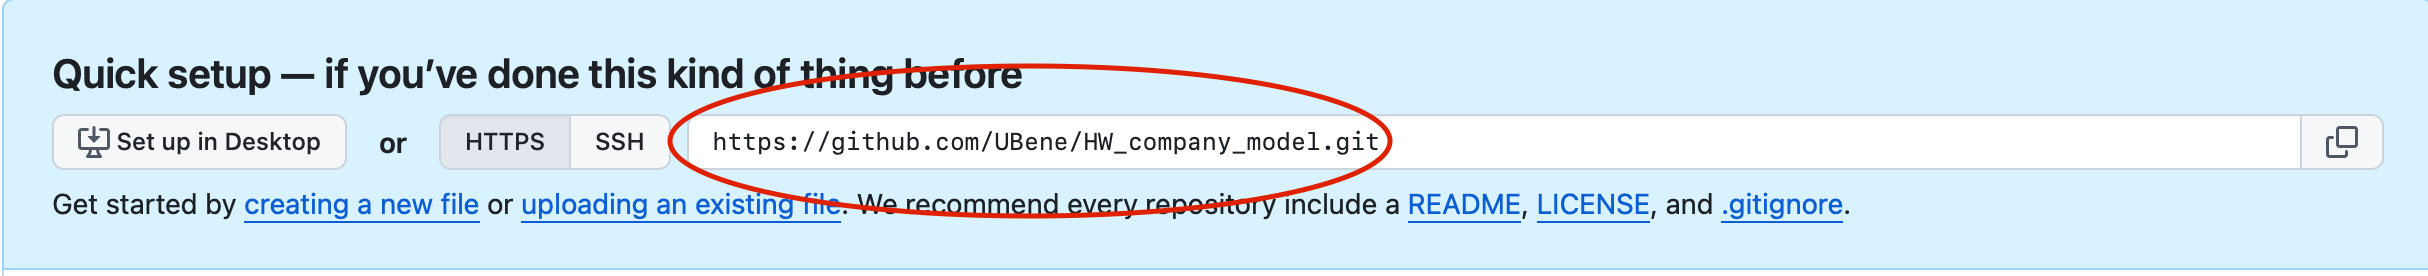 Quick setup — if you’ve done this kind of thing before
Set up in Desktop or HTTPS SSH https://github.com/UBene/HW_company_model.git
Get started by creating a new file or uploading an existing file. We recommend every repository include a README, LICENSE, and .gitignore.